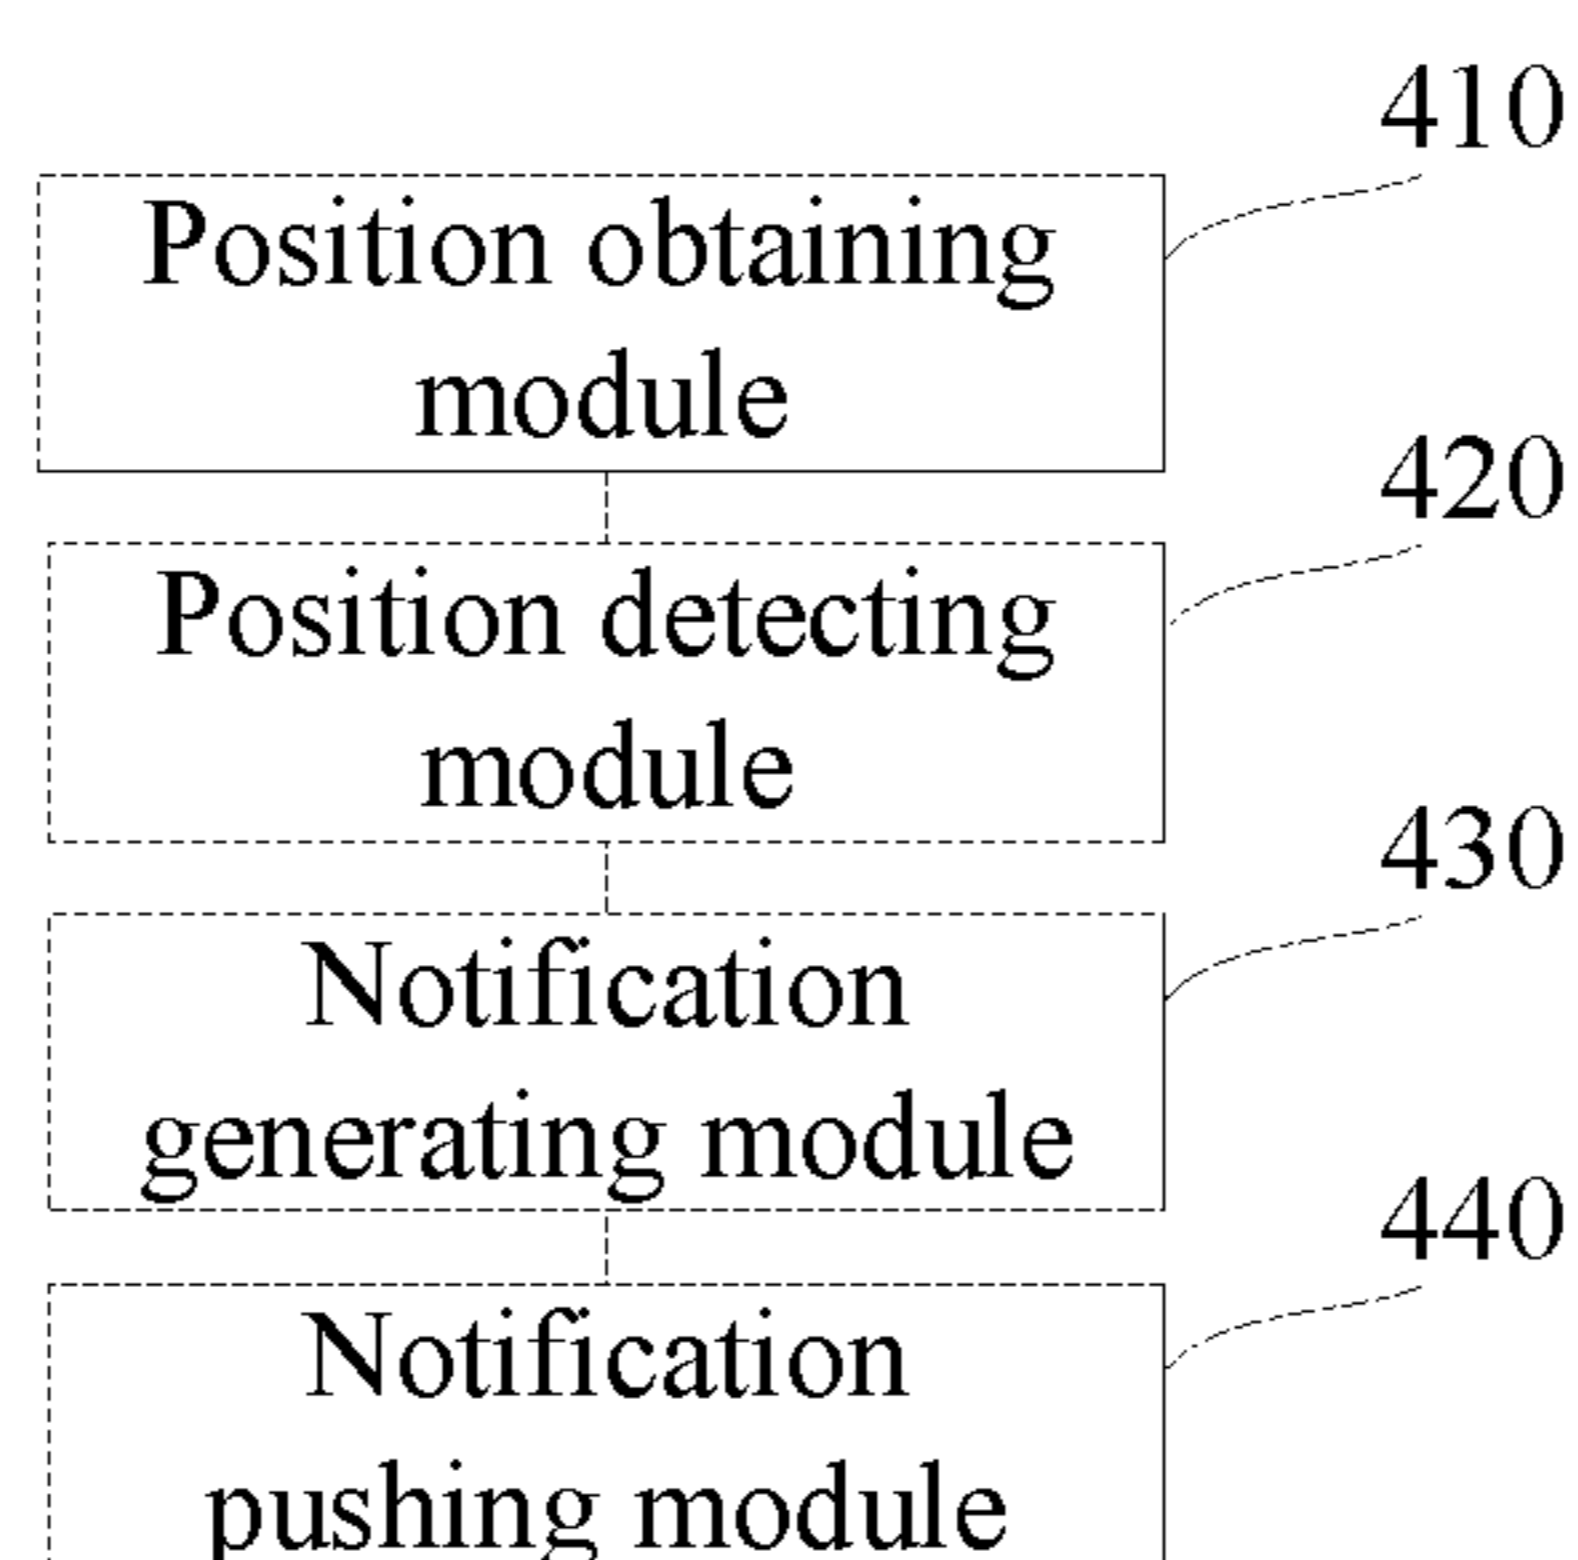 410
Position obtaining
module
420
Position detecting
module
430
Notification
generating module
440
Notification
pushing module